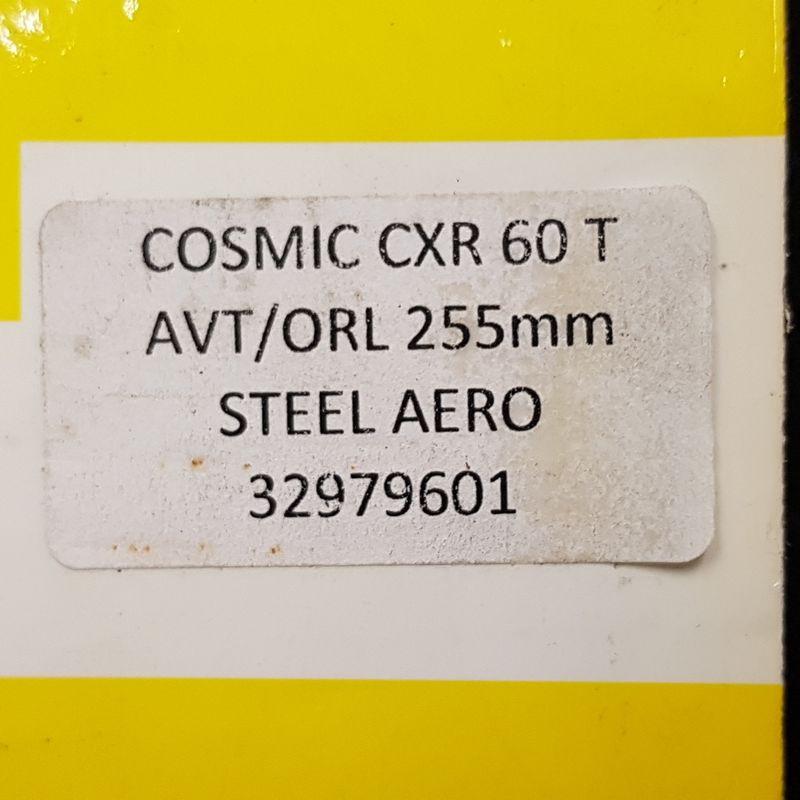 COSMIC CXR 60 T
AVT/ORL 255mm
STEEL AERO
32979601